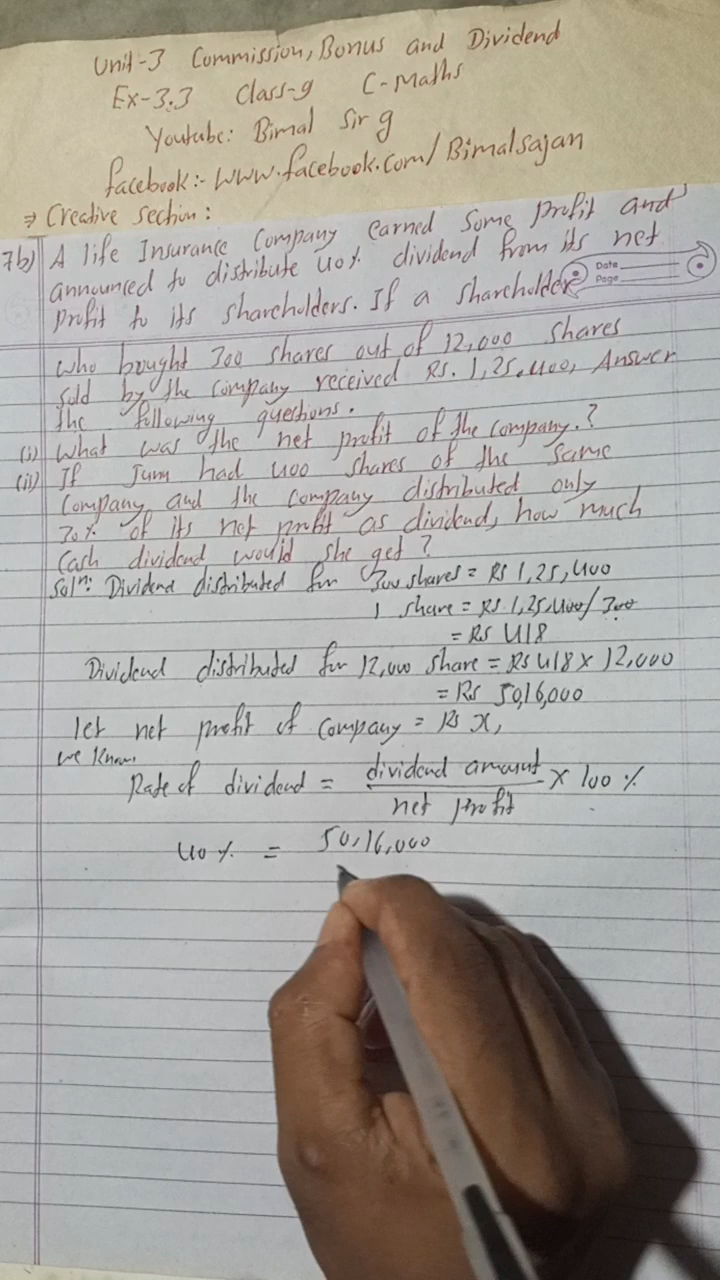 Unit-3 Commission, Bonus and Dividend
Ex-3.3 Class-9 C-Maths
Youtube: Bimal Sir g
facebook:- www.facebook.com/Bimalsajan
⇒ Creative section:
7b) A life Insurance Company earned some profit and
announced to distribute 40% dividend from its net
Date
Page
profit to its shareholders. If a shareholder
who bought 300 shares out of 12,000 shares
sold by the company received Rs. 1,25,400, Answer
the following questions.
(i) What was the net profit of the company.?
(ii) If had 400 shares of the same
Company and the company distributed only
of its net profit as dividend, how much
Cash dividend would she get?
Solⁿ: Dividend distributed for 300 shares = Rs 1,25,400
1 share = Rs. 1,25,400/300
= Rs 418
Dividend distributed for 12,000 share = Rs 418 × 12,000
= Rs 50,16,000
let net profit of company = Rs x,
we know,
Rate of dividend = dividend amount × 100 %
net profit
40 % = 50,16,000